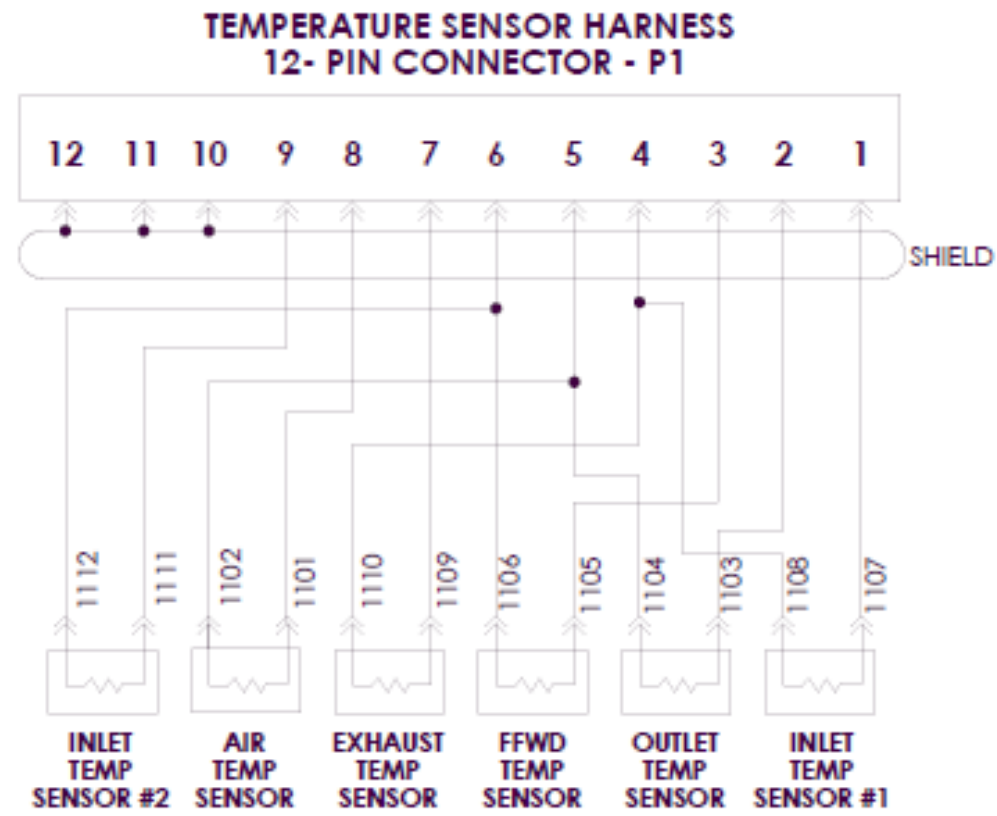 TEMPERATURE SENSOR HARNESS
12- PIN CONNECTOR - P1
12 11 10 9 8 7 6 5 4 3 2 1
SHIELD
1112 1111 1102 1101 1110 1109 1106 1105 1104 1103 1108 1107
INLET TEMP SENSOR #2
AIR TEMP SENSOR
EXHAUST TEMP SENSOR
FFWD TEMP SENSOR
OUTLET TEMP SENSOR
INLET TEMP SENSOR #1